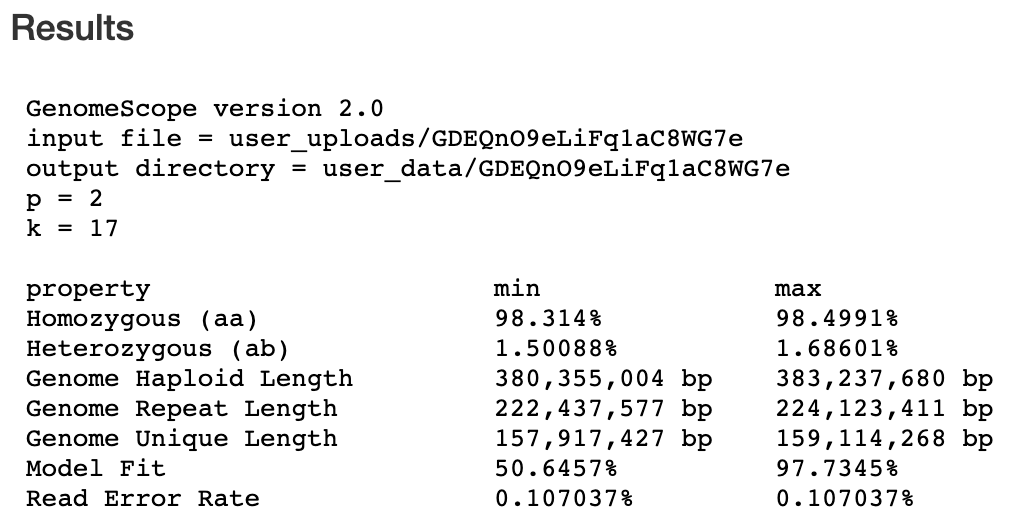 Results
GenomeScope version 2.0
input file = user_uploads/GDEQnO9eLiFq1aC8WG7e
output directory = user_data/GDEQnO9eLiFq1aC8WG7e
p = 2
k = 17
property min max
Homozygous (aa) 98.314% 98.4991%
Heterozygous (ab) 1.50088% 1.68601%
Genome Haploid Length 380,355,004 bp 383,237,680 bp
Genome Repeat Length 222,437,577 bp 224,123,411 bp
Genome Unique Length 157,917,427 bp 159,114,268 bp
Model Fit 50.6457% 97.7345%
Read Error Rate 0.107037% 0.107037%